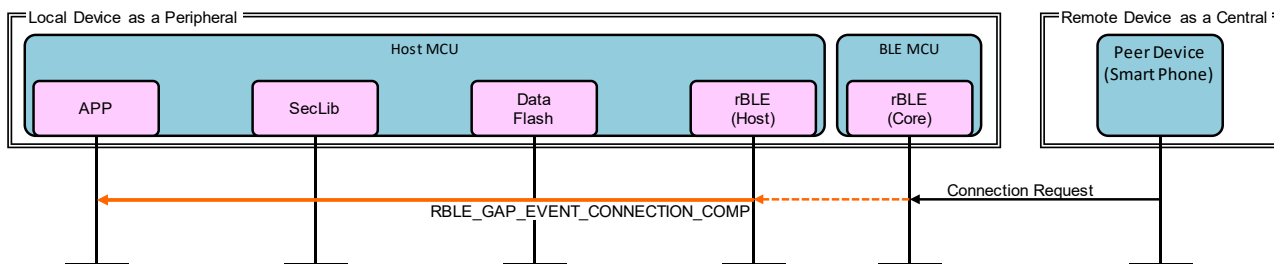 Local Device as a Peripheral
Remote Device as a Central
Host MCU
BLE MCU
Peer Device
(Smart Phone)
APP
SecLib
Data
Flash
rBLE
(Host)
rBLE
(Core)
Connection Request
RBLE_GAP_EVENT_CONNECTION_COMP